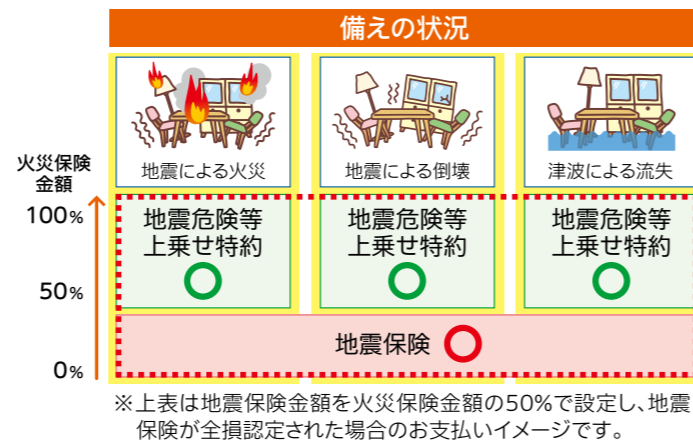 備えの状況
地震による火災
地震による倒壊
津波による流失
火災保険
金額
100%
50%
0%
地震危険等
上乗せ特約
地震危険等
上乗せ特約
地震危険等
上乗せ特約
地震保険
※上表は地震保険金額を火災保険金額の50%で設定し、地震
保険が全損認定された場合のお支払いイメージです。